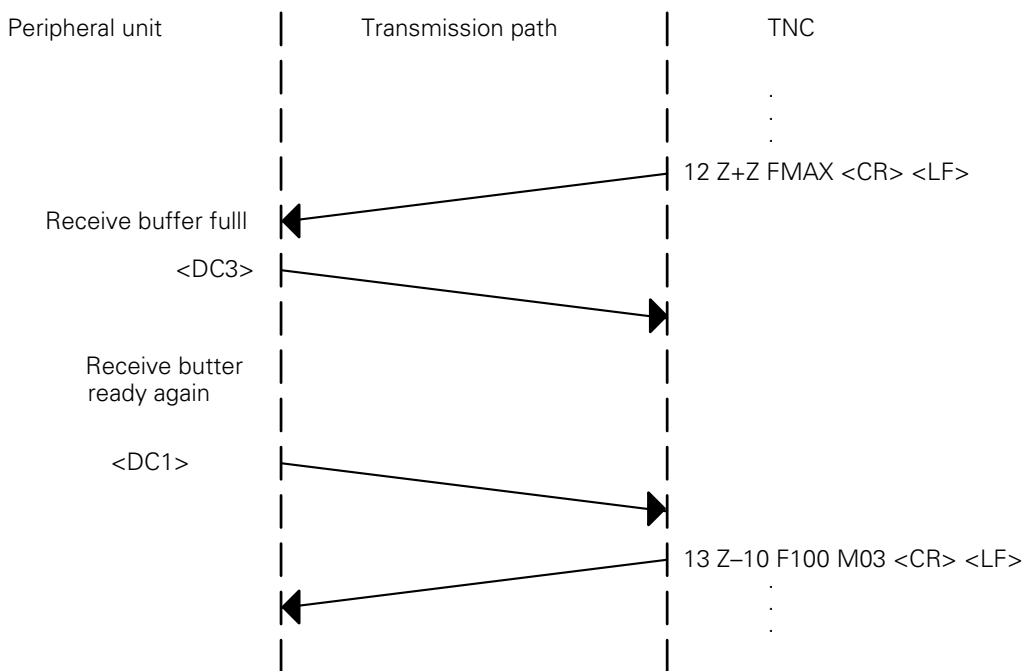 Peripheral unit
Transmission path
TNC
.
.
.
12 Z+Z FMAX <CR> <LF>
Receive buffer fulll
<DC3>
Receive butter
ready again
<DC1>
13 Z–10 F100 M03 <CR> <LF>
.
.
.